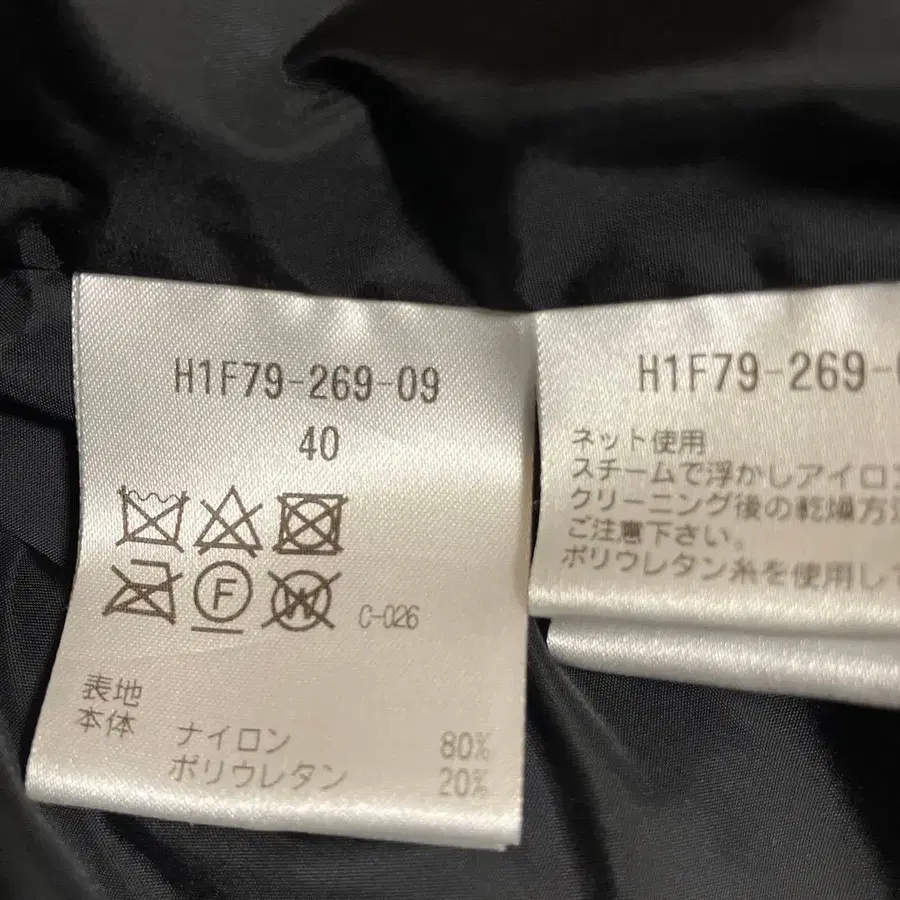 H1F79-269-09
40
F W C-026
表地
本体 ナイロン 80%
ポリウレタン 20%
H1F79-269-
ネット使用
スチームで浮かしアイロ
クリーニング後の乾燥方
ご注意下さい。
ポリウレタン糸を使用して